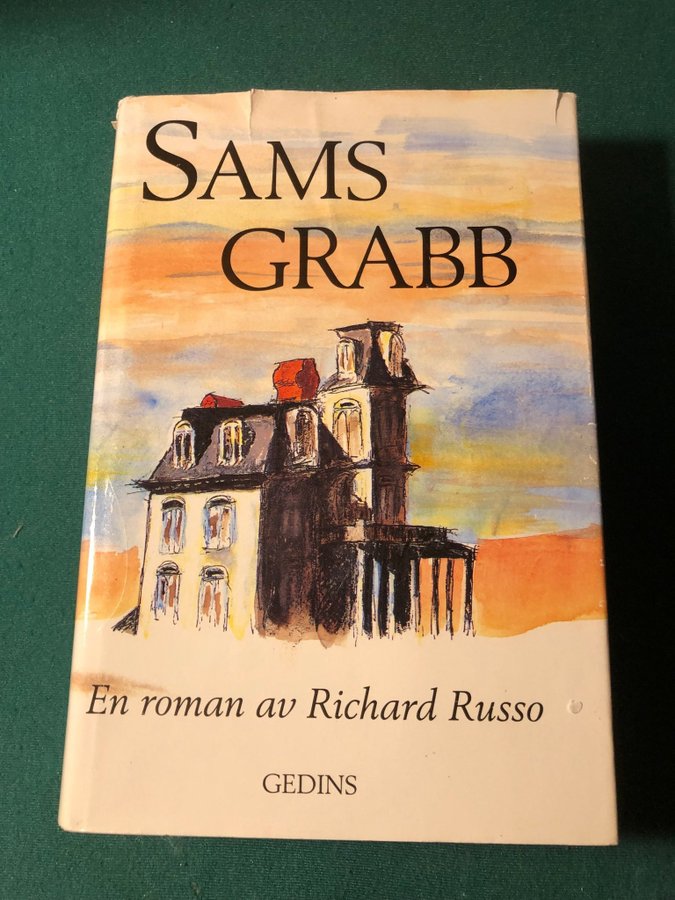 SAMS
GRABB
En roman av Richard Russo
GEDINS